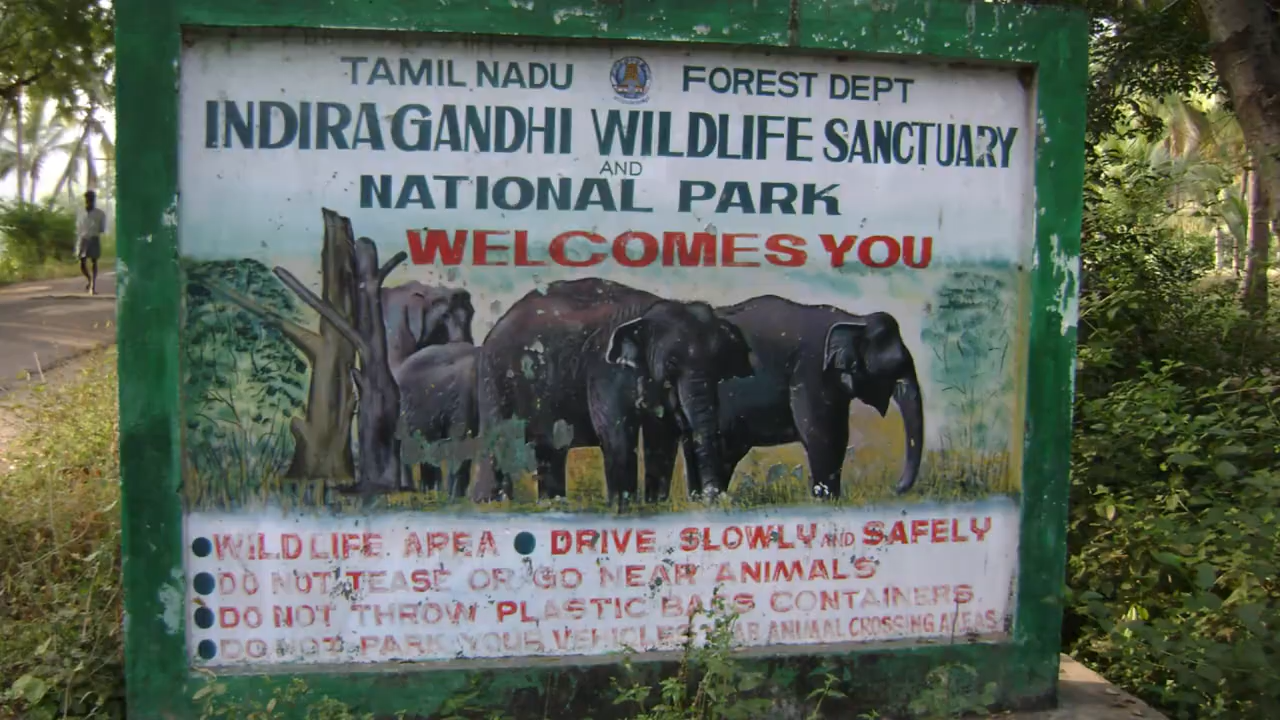 TAMIL NADU FOREST DEPT
INDIRA GANDHI WILDLIFE SANCTUARY
AND
NATIONAL PARK
WELCOMES YOU
●WILDLIFE AREA ●DRIVE SLOWLY AND SAFELY
●DO NOT TEASE OR GO NEAR ANIMALS
●DO NOT THROW PLASTIC BAGS CONTAINERS
●DO NOT PARK YOUR VEHICLES NEAR ANIMAL CROSSING AREAS